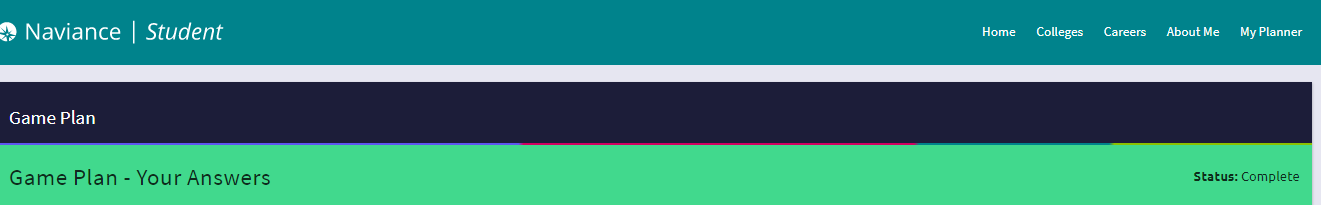 Naviance | Student
Home Colleges Careers About Me My Planner
Game Plan
Game Plan - Your Answers
Status: Complete